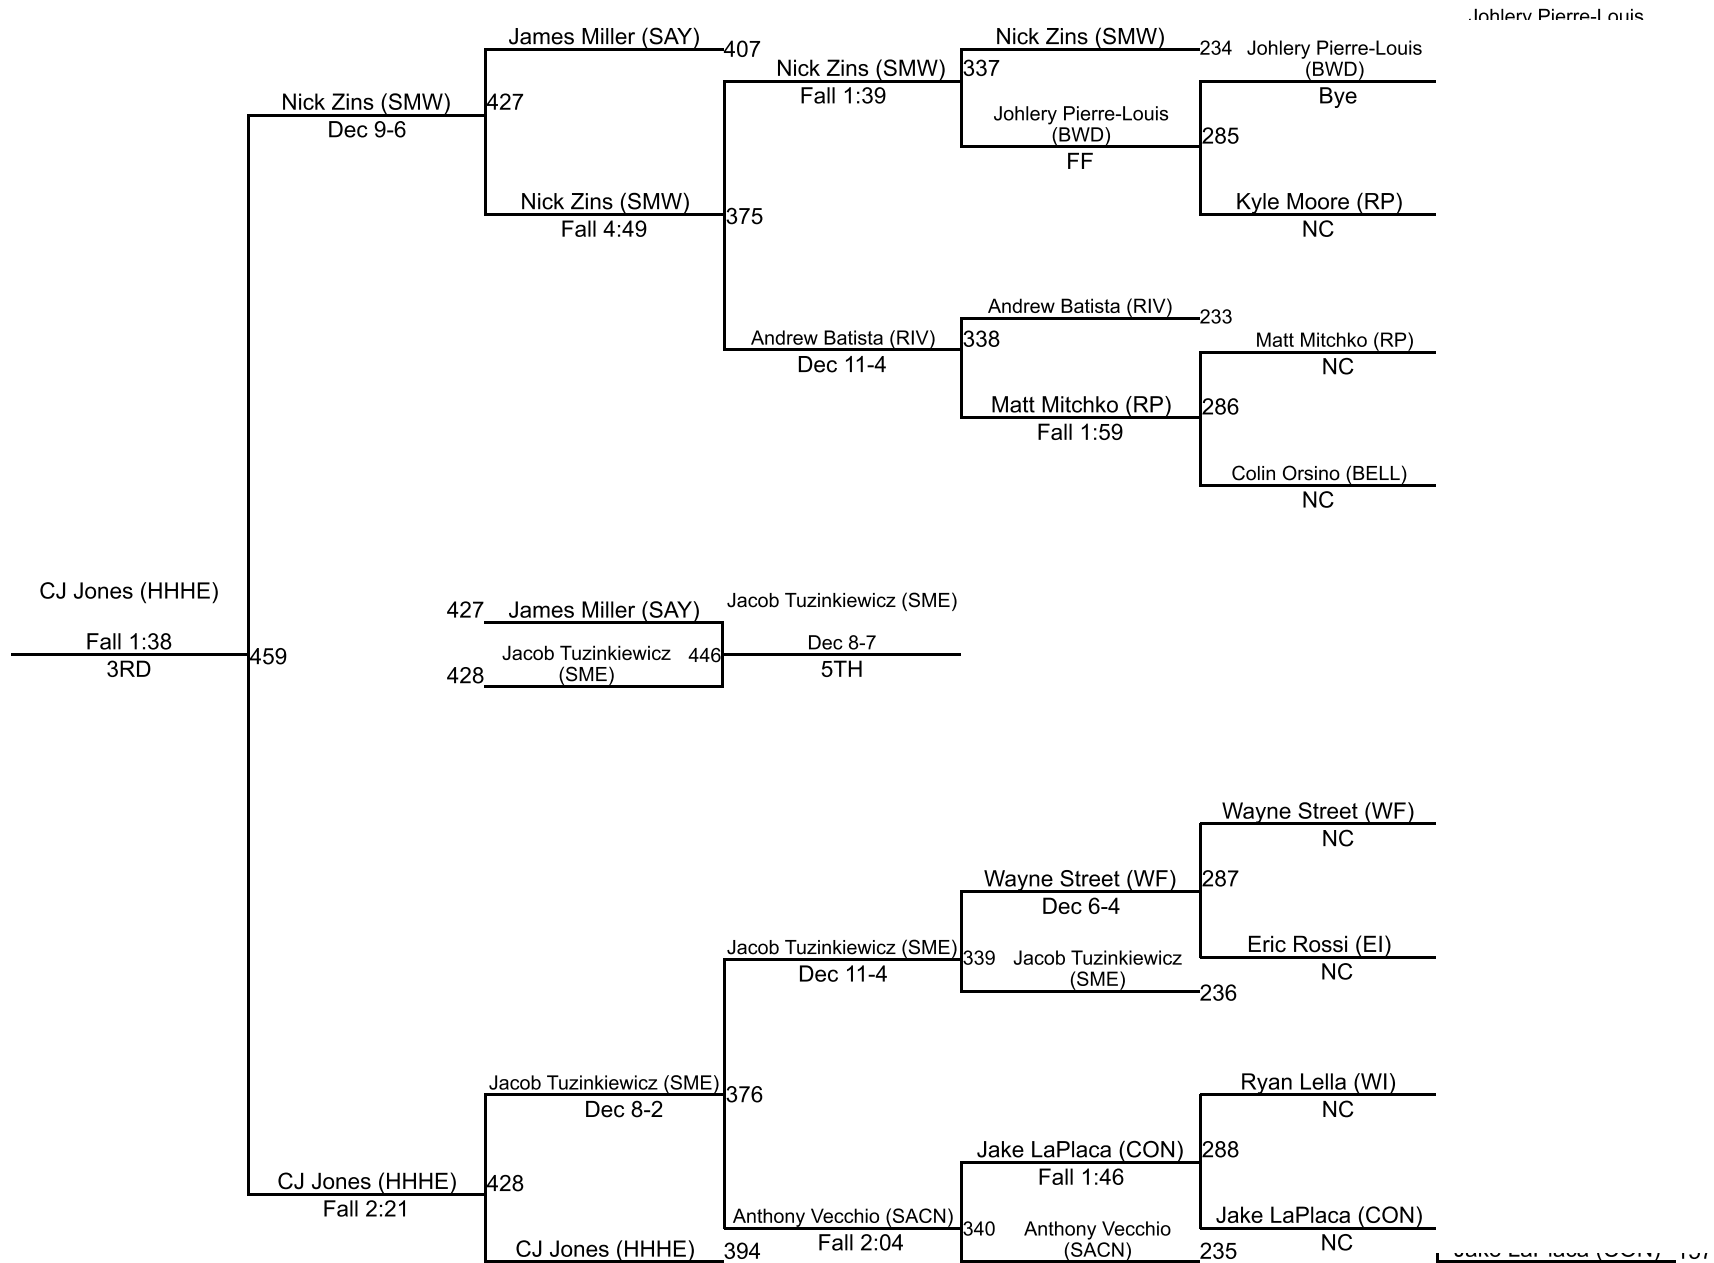 Johlery Pierre-Louis
James Miller (SAY)
407
Nick Zins (SMW)
234
Johlery Pierre-Louis
(BWD)
Bye
Nick Zins (SMW)
Fall 1:39
337
Nick Zins (SMW)
Dec 9-6
427
Johlery Pierre-Louis
(BWD)
FF
285
Nick Zins (SMW)
Fall 4:49
375
Kyle Moore (RP)
NC
Andrew Batista (RIV)
233
Andrew Batista (RIV)
Dec 11-4
338
Matt Mitchko (RP)
NC
Matt Mitchko (RP)
Fall 1:59
286
Colin Orsino (BELL)
NC
CJ Jones (HHHE)
Fall 1:38
3RD
459
427
James Miller (SAY)
Jacob Tuzinkiewicz
(SME)
428
446
Jacob Tuzinkiewicz (SME)
Dec 8-7
5TH
Wayne Street (WF)
NC
Wayne Street (WF)
Dec 6-4
287
Eric Rossi (EI)
NC
Jacob Tuzinkiewicz (SME)
Dec 11-4
339
Jacob Tuzinkiewicz
(SME)
236
Jacob Tuzinkiewicz (SME)
Dec 8-2
376
Ryan Lella (WI)
NC
Jake LaPlaca (CON)
Fall 1:46
288
CJ Jones (HHHE)
Fall 2:21
428
Anthony Vecchio (SACN)
Fall 2:04
340
Anthony Vecchio
(SACN)
235
Jake LaPlaca (CON)
NC
CJ Jones (HHHE)
394
Jake LaPlaca (CON)